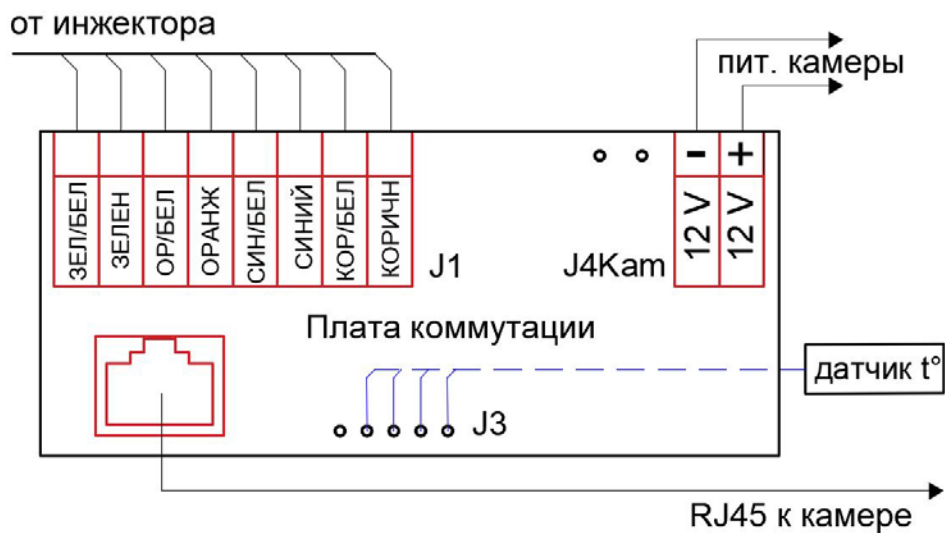 от инжектора
пит. камеры
ЗЕЛ/БЕЛ
ЗЕЛЕН
ОР/БЕЛ
ОРАНЖ
СИН/БЕЛ
СИНИЙ
КОР/БЕЛ
КОРИЧН
J1
J4Kam
- +
12 V
12 V
Плата коммутации
датчик t°
J3
RJ45 к камере